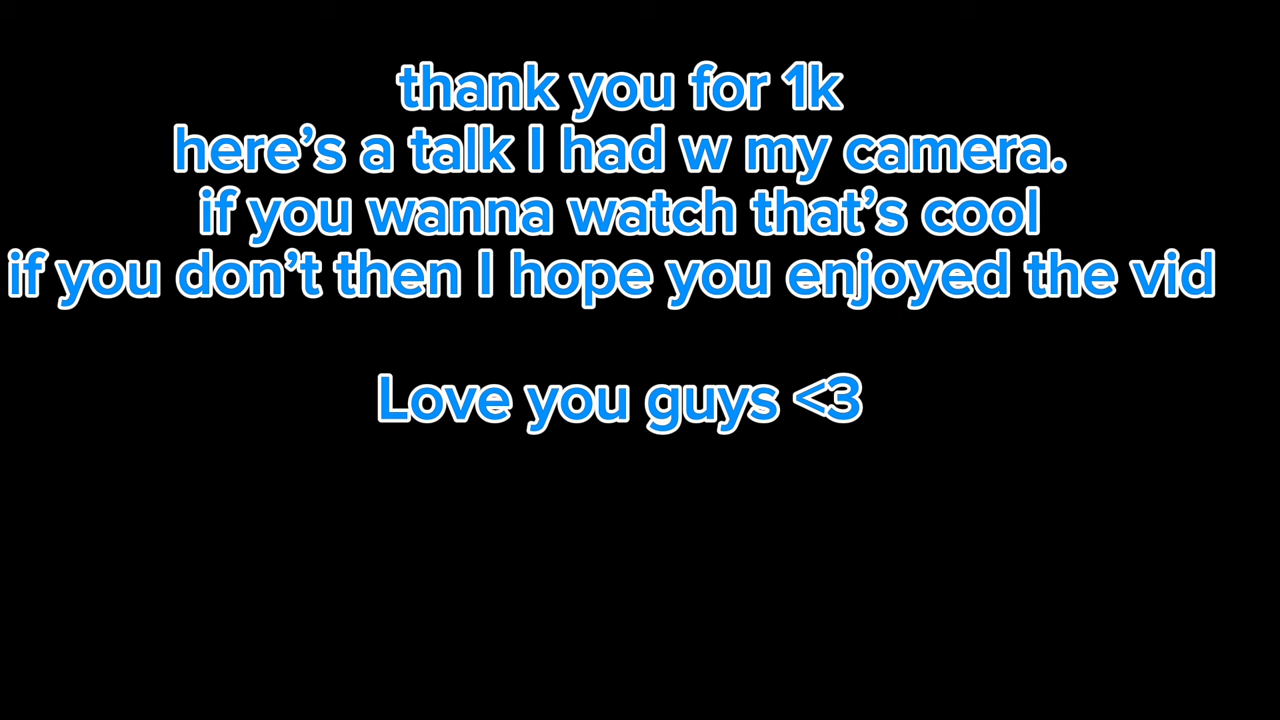 thank you for 1k
here’s a talk I had w my camera.
if you wanna watch that’s cool
if you don’t then I hope you enjoyed the vid
Love you guys <3